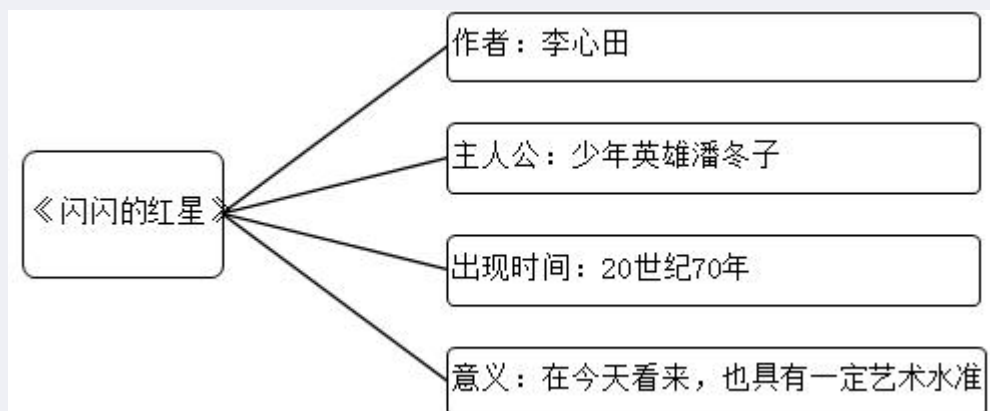 《闪闪的红星》
作者：李心田
主人公：少年英雄潘冬子
出现时间：20世纪70年
意义：在今天看来，也具有一定艺术水准